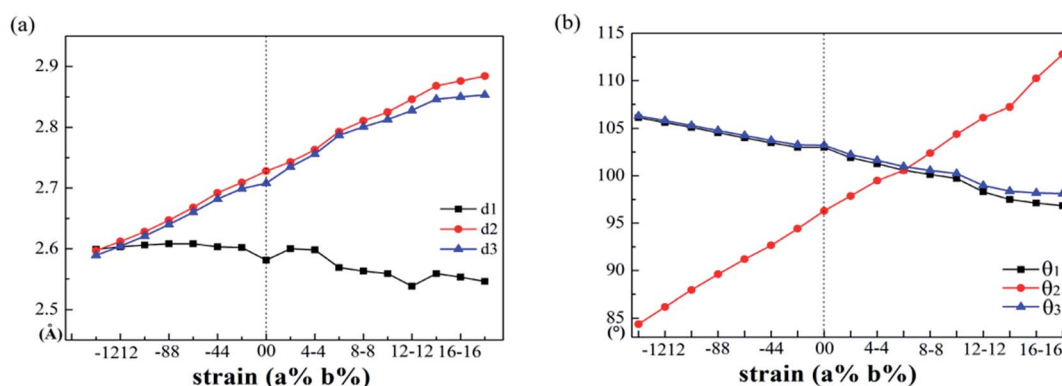 (a)
2.9
2.8
2.7
2.6
2.5
(Å)
d1
d2
d3
-1212 -88 -44 00 4-4 8-8 12-12 16-16
strain (a% b%)
(b)
115
110
105
100
95
90
85
(°)
θ1
θ2
θ3
-1212 -88 -44 00 4-4 8-8 12-12 16-16
strain (a% b%)